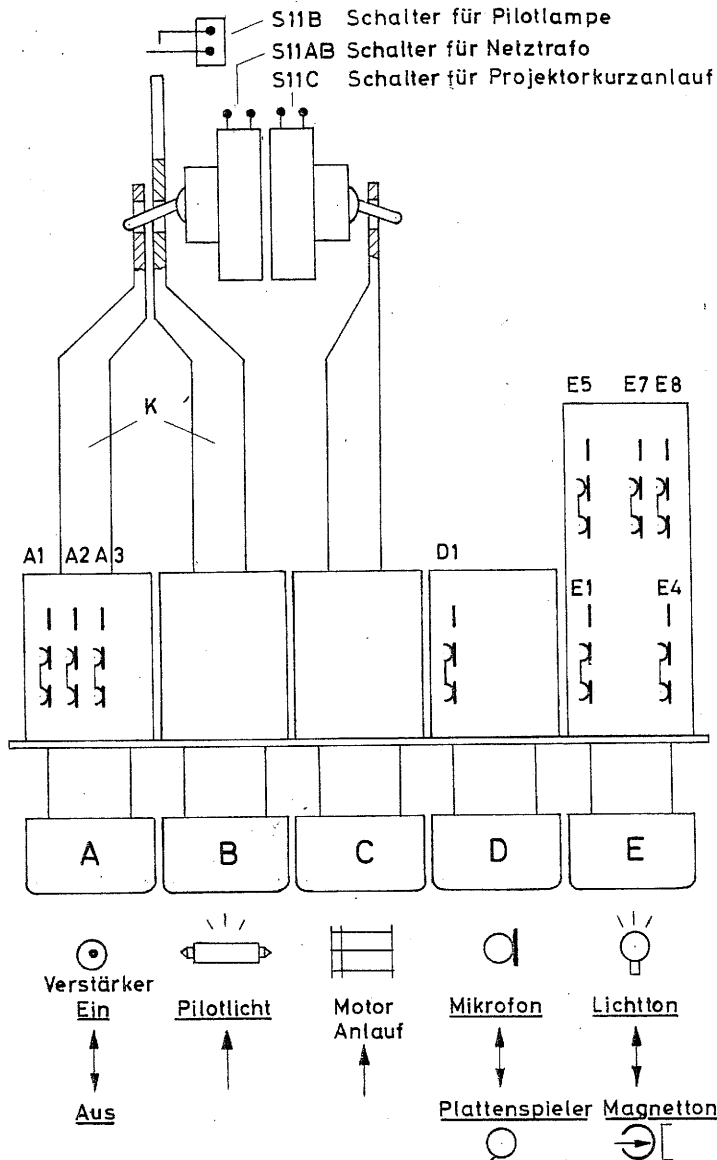 S11B Schalter für Pilotlampe
S11AB Schalter für Netztrafo
S11C Schalter für Projektorkurzanlauf
K
E5 E7 E8
A1 A2 A3
D1
E1 E4
A B C D E
Verstärker
Ein
Pilotlicht
Motor
Anlauf
Mikrofon
Lichtton
Aus
Plattenspieler
Magnetton